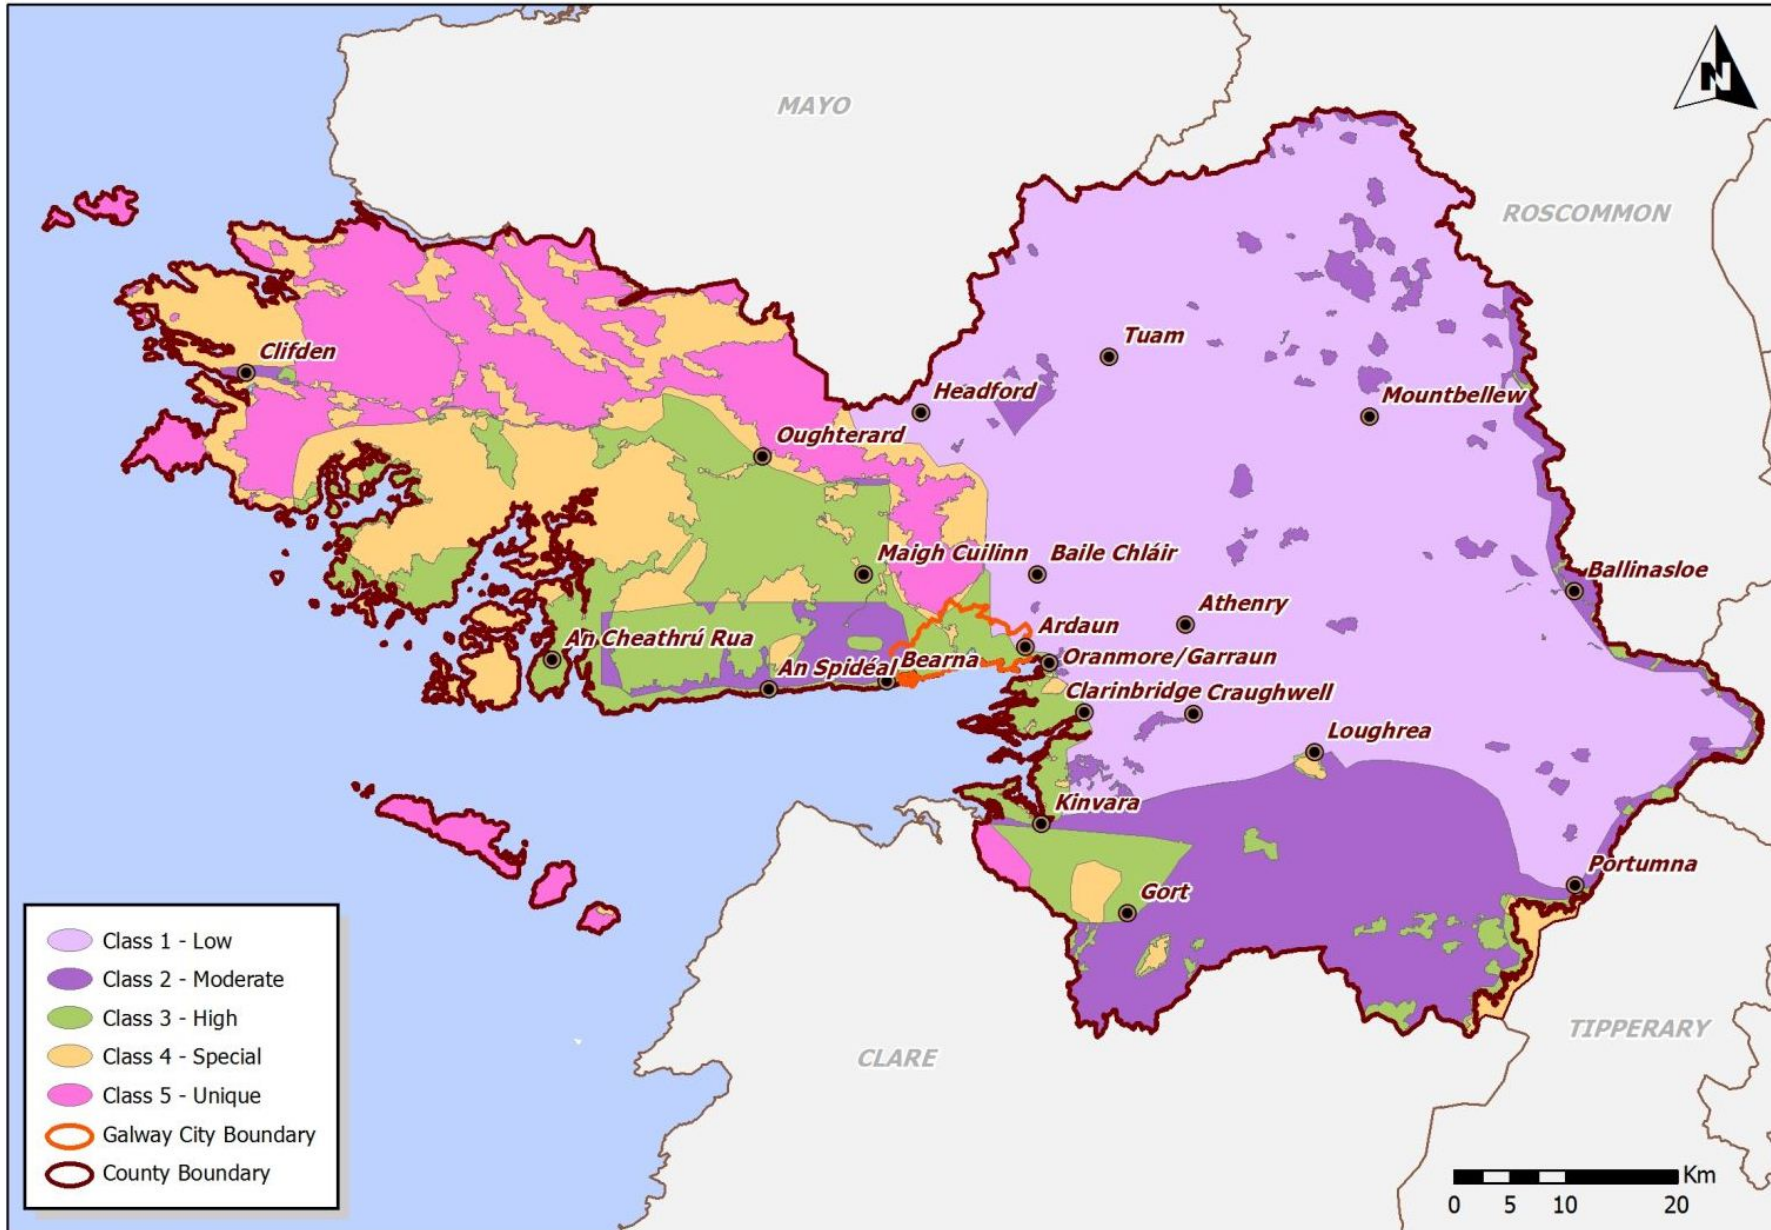 MAYO
N
ROSCOMMON
Clifden
Tuam
Headford
Mountbellew
Oughterard
Maigh Cuilinn
Baile Chláir
Ballinasloe
Athenry
An Cheathrú Rua
Ardaun
An Spidéal
Bearna
Oranmore/Garraun
Clarinbridge
Craughwell
Loughrea
Kinvara
Portumna
Gort
Class 1 - Low
Class 2 - Moderate
Class 3 - High
Class 4 - Special
Class 5 - Unique
Galway City Boundary
County Boundary
CLARE
TIPPERARY
Km
0 5 10 20